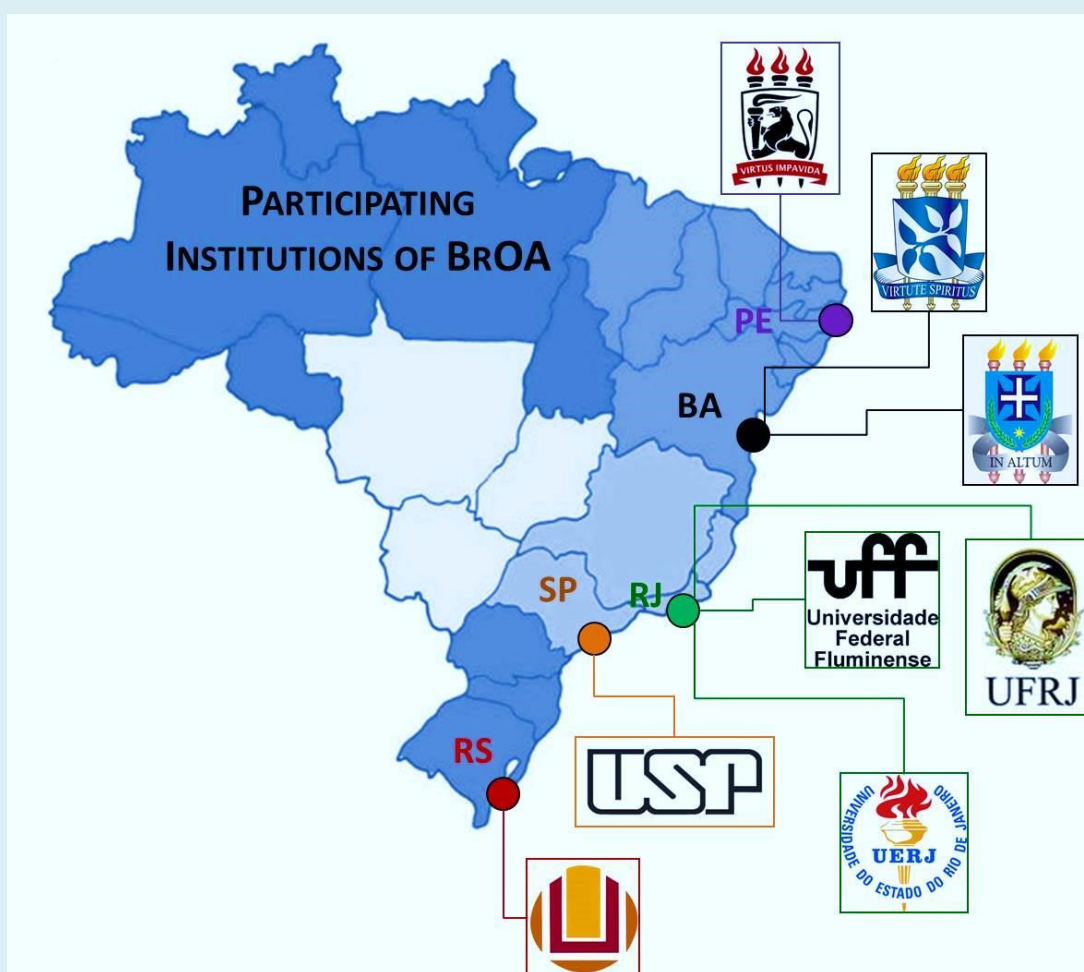 PARTICIPATING
INSTITUTIONS OF BROA
VIRTUS IMPAVIDA
VIRTUTE SPIRITUS
PE
BA
IN ALTUM
uff
Universidade
Federal
Fluminense
UFRJ
SP
RJ
RS
USP
UNIVERSIDADE DO ESTADO DO RIO DE JANEIRO
UERJ